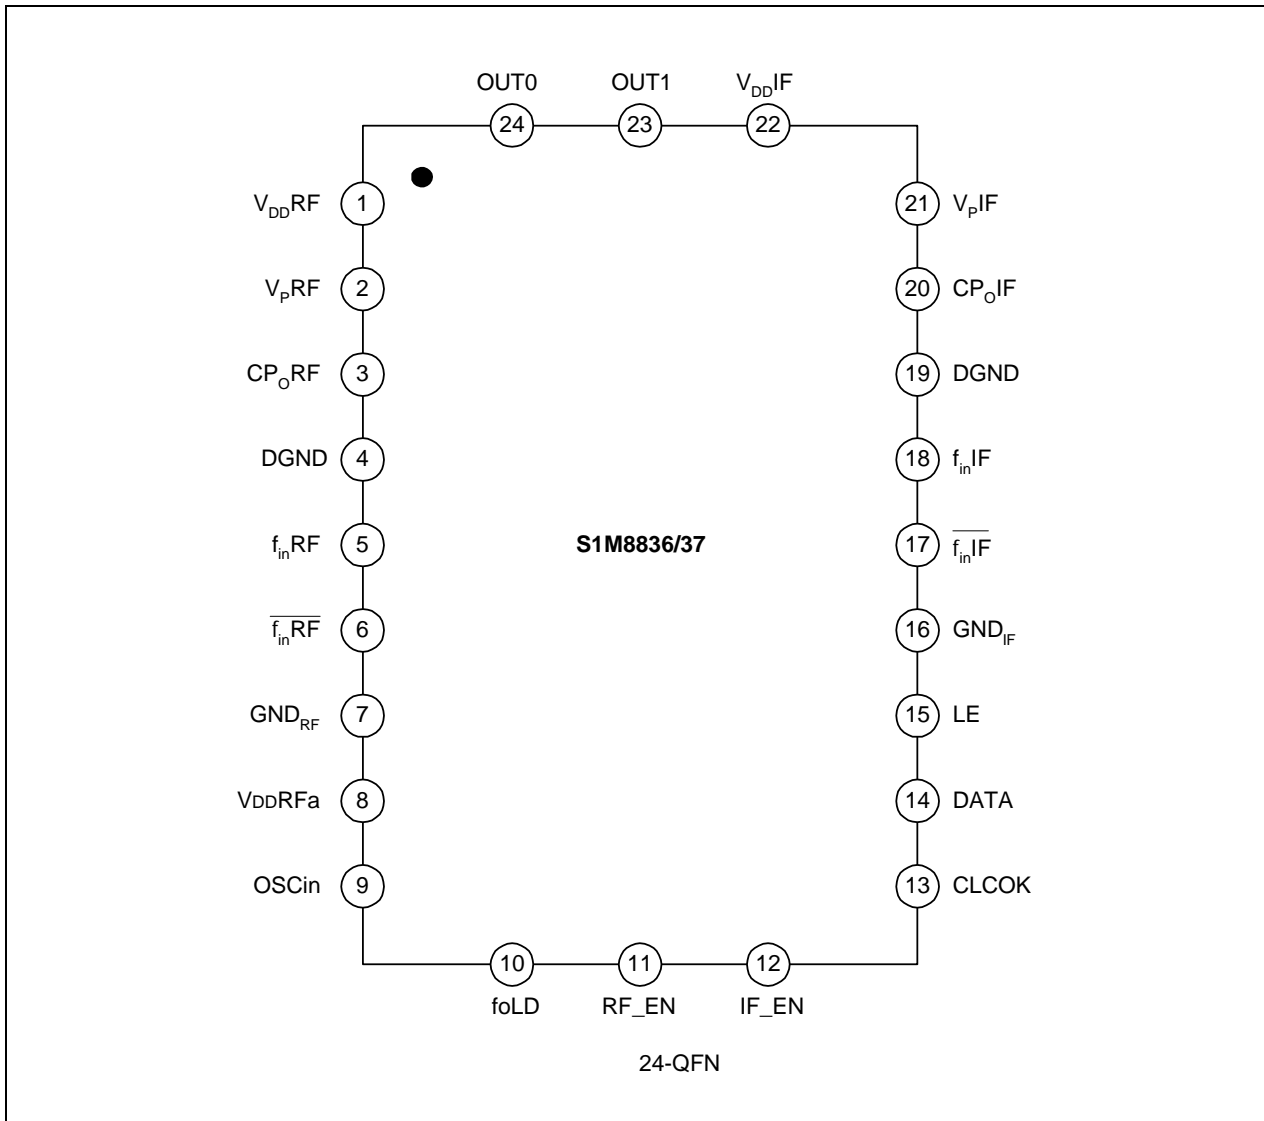 OUT0 OUT1 VDDIF
24 23 22
VDDRF 1 21 VPIF
VPRF 2 20 CPOIF
CPORF 3 19 DGND
DGND 4 18 finIF
finRF 5 S1M8836/37 17 finIF
finRF 6 16 GNDIF
GNDRF 7 15 LE
VDDRFa 8 14 DATA
OSCin 9 13 CLCOK
10 11 12
foLD RF_EN IF_EN
24-QFN